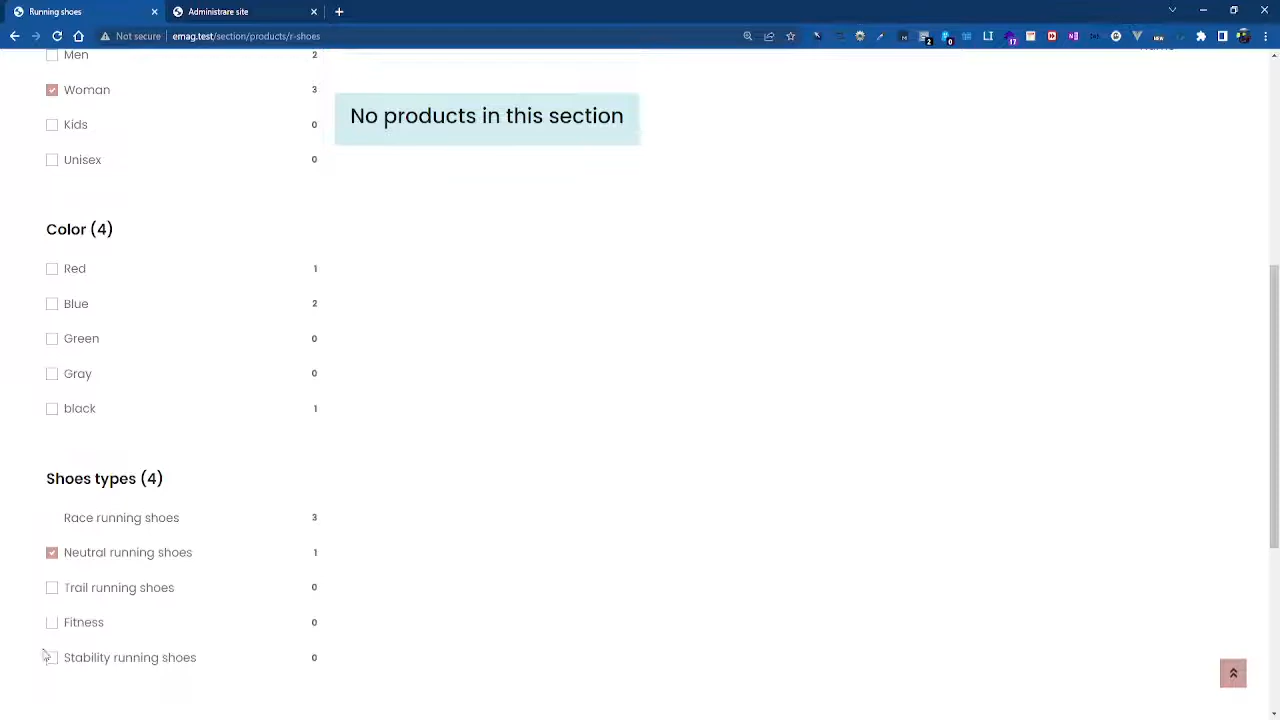 Running shoes
Administrare site
Not secure
emag.test/section/products/r-shoes
2
0
17
Men 2
Woman 3
Kids 0
Unisex 0
No products in this section
Color (4)
Red 1
Blue 2
Green 0
Gray 0
black 1
Shoes types (4)
Race running shoes 3
Neutral running shoes 1
Trail running shoes 0
Fitness 0
Stability running shoes 0